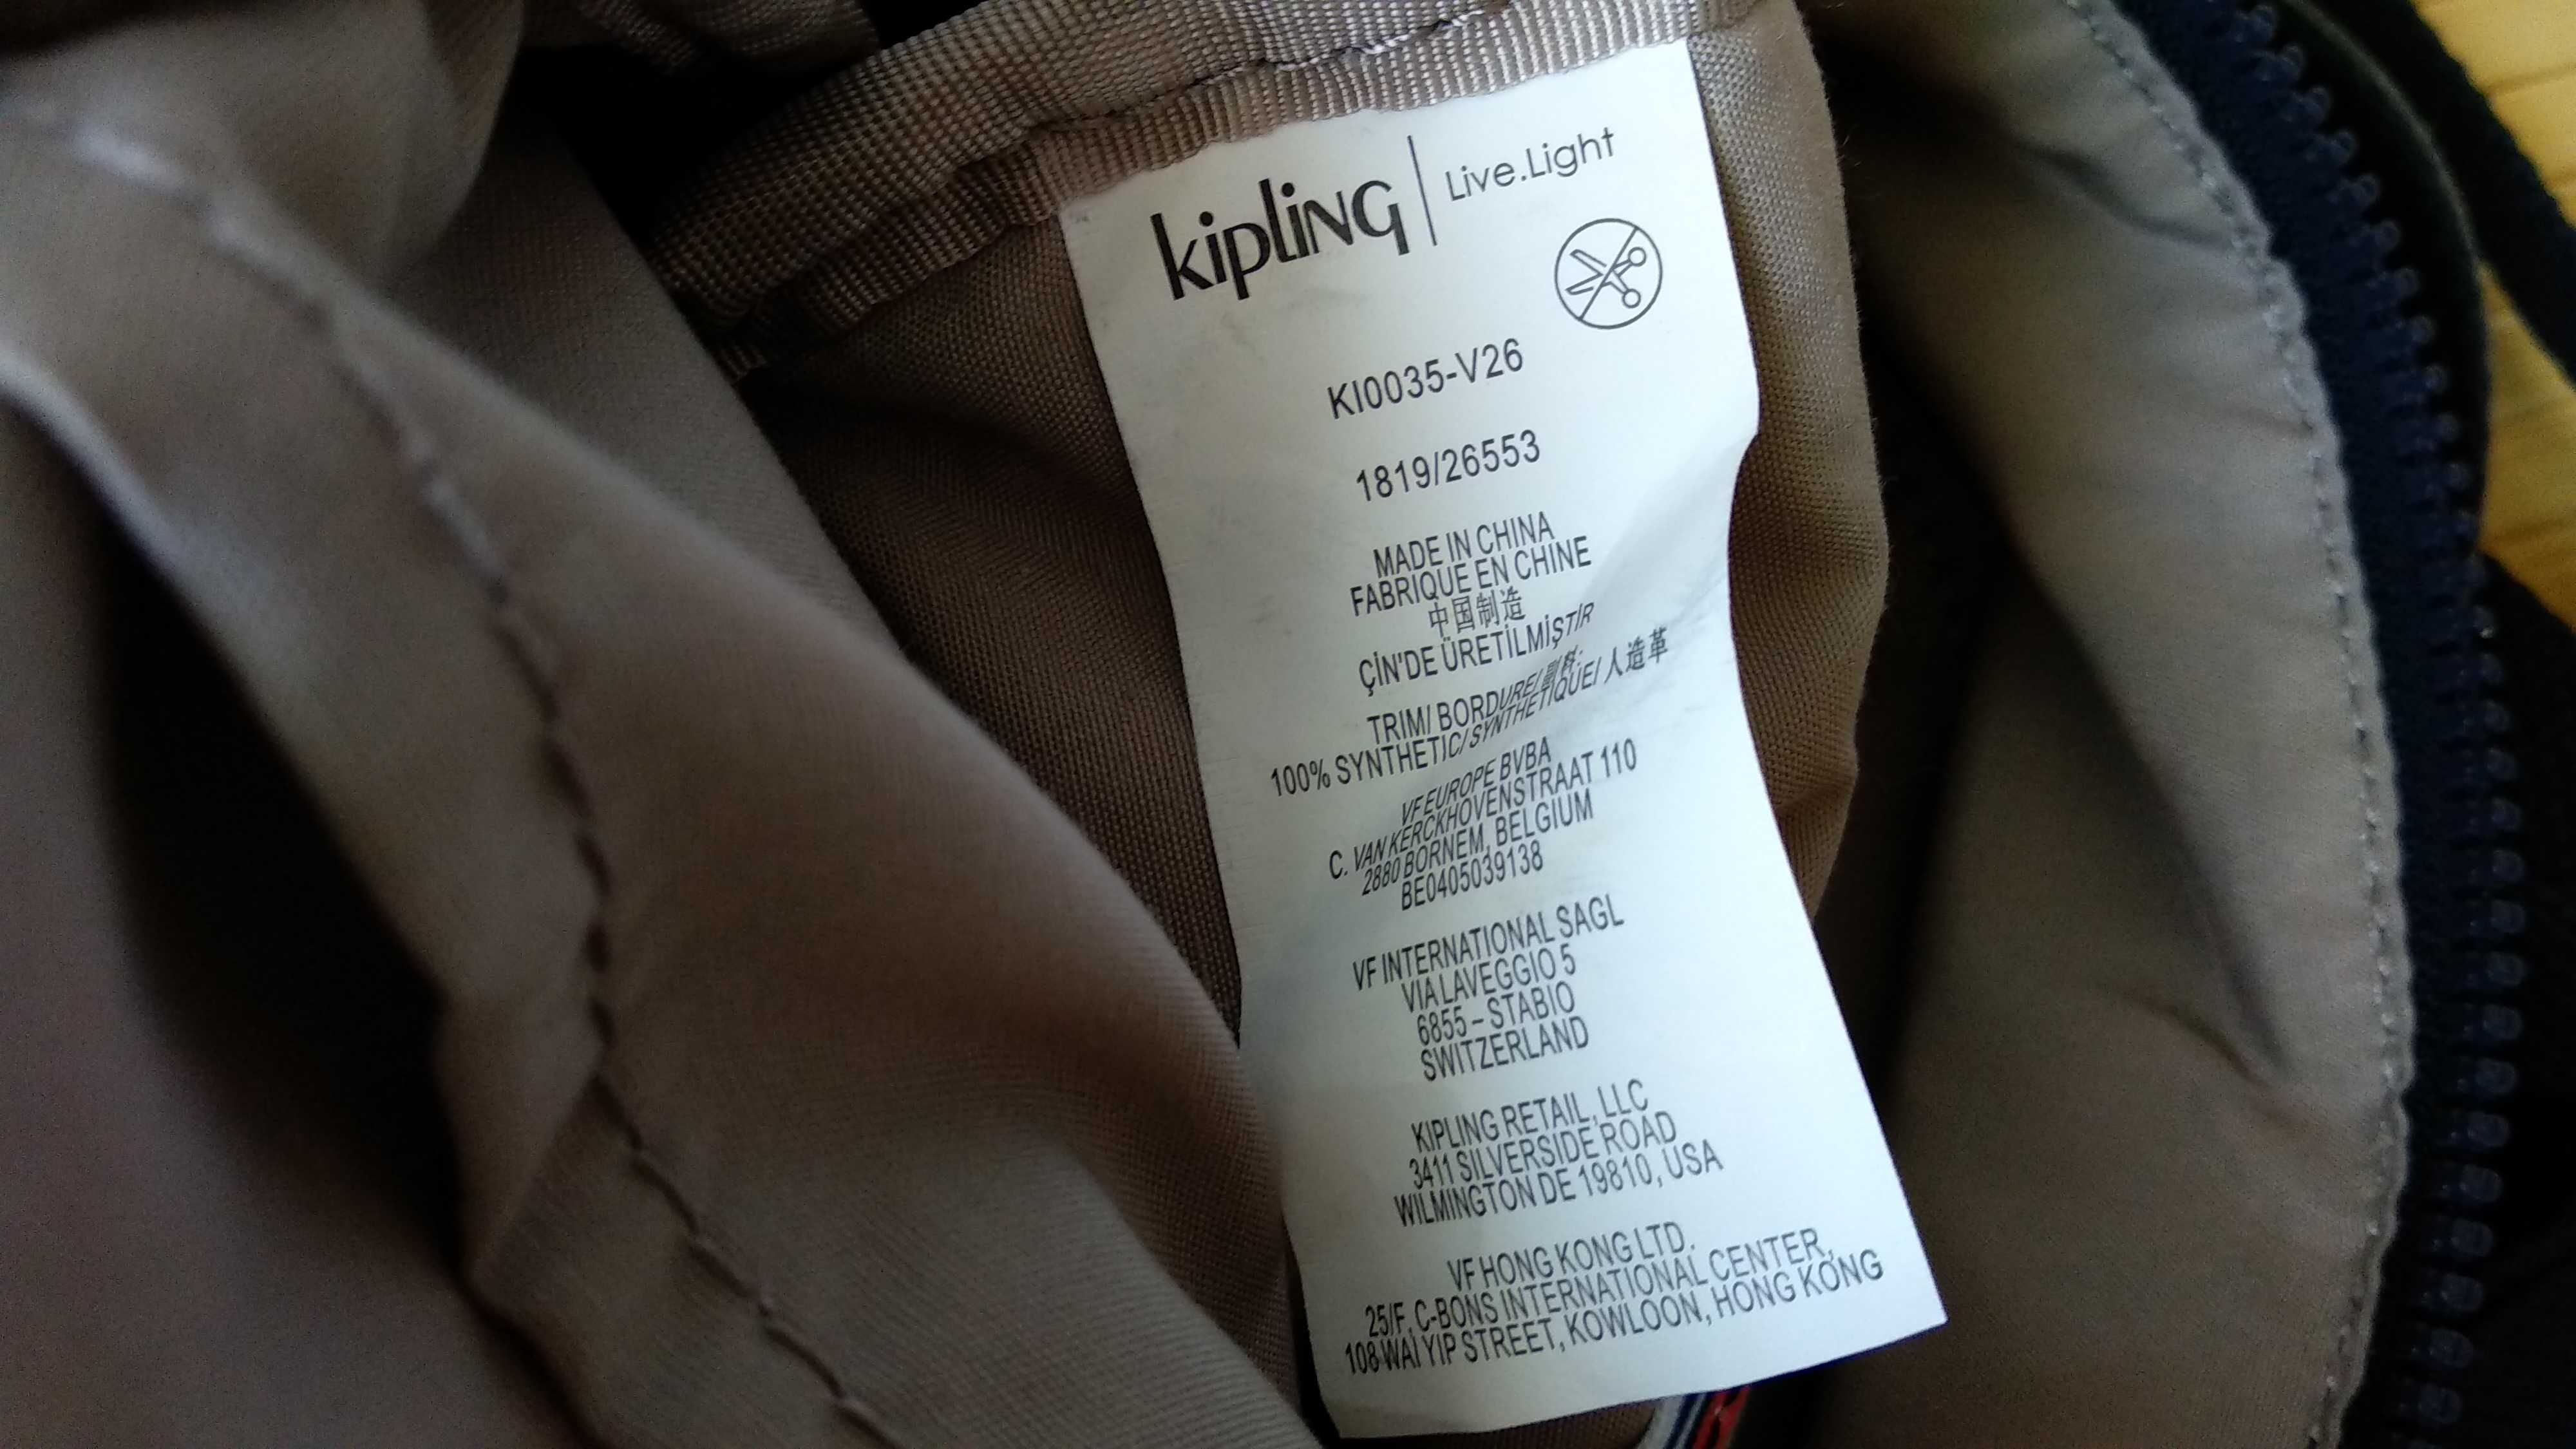 kipling | Live.Light
KI0035-V26
1819/26553
MADE IN CHINA
FABRIQUE EN CHINE
中国制造
ÇİN'DE ÜRETİLMİŞTİR
TRIM/ BORDURE/ 副料:
100% SYNTHETIC/ SYNTHETIQUE/ 人造革
VF EUROPE BVBA
C. VAN KERCKHOVENSTRAAT 110
2880 BORNEM, BELGIUM
BE0405039138
VF INTERNATIONAL SAGL
VIA LAVEGGIO 5
6855 – STABIO
SWITZERLAND
KIPLING RETAIL, LLC
3411 SILVERSIDE ROAD
WILMINGTON DE 19810, USA
VF HONG KONG LTD.
25/F, C-BONS INTERNATIONAL CENTER,
108 WAI YIP STREET, KOWLOON, HONG KONG